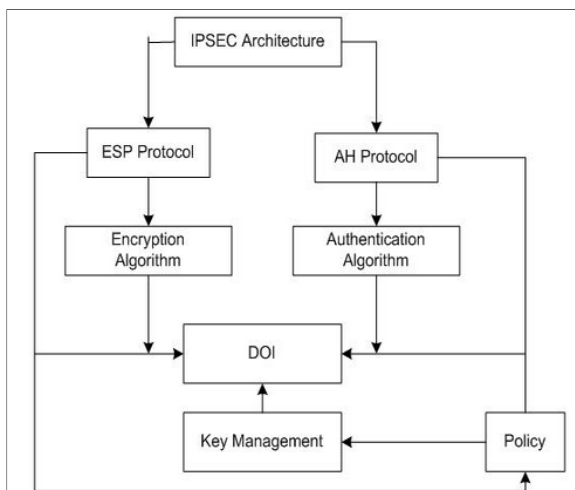 IPSEC Architecture
ESP Protocol
AH Protocol
Encryption
Algorithm
Authentication
Algorithm
DOI
Key Management
Policy